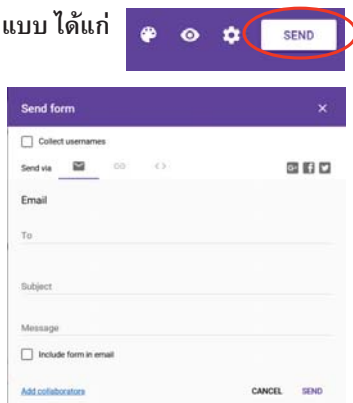 แบบ ได้แก่
SEND
Send form
Collect usernames
Send via
Email
To
Subject
Message
Include form in email
Add collaborators CANCEL SEND